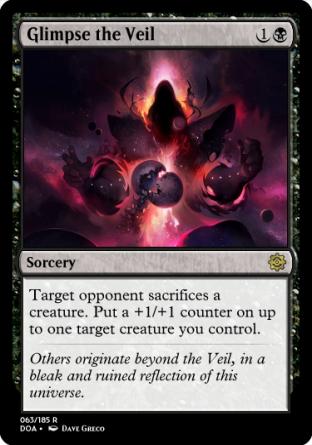 Glimpse the Veil 1
Sorcery
Target opponent sacrifices a
creature. Put a +1/+1 counter on up
to one target creature you control.
Others originate beyond the Veil, in a
bleak and ruined reflection of this
universe.
063/185 R
DOA • Dave Greco